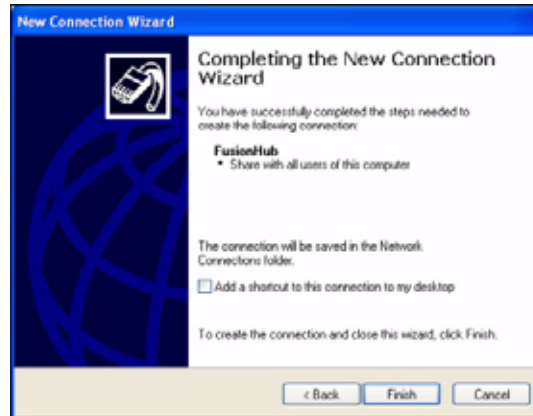 New Connection Wizard
Completing the New Connection
Wizard
You have successfully completed the steps needed to
create the following connection:
FusionHub
• Share with all users of this computer
The connection will be saved in the Network
Connections folder.
Add a shortcut to this connection to my desktop
To create the connection and close this wizard, click Finish.
< Back Finish Cancel